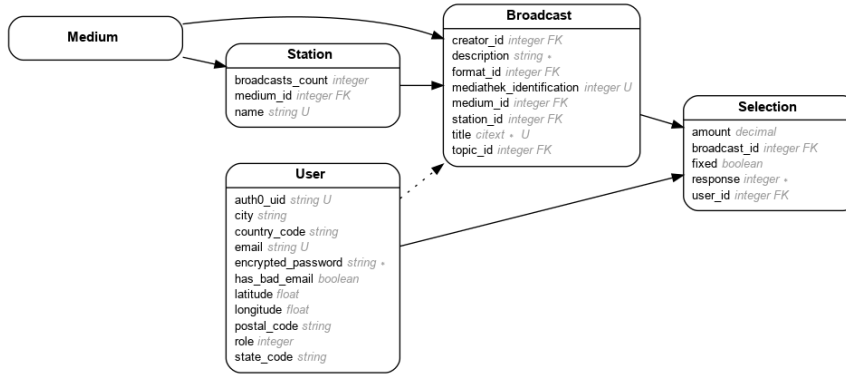 Medium
Station
broadcasts_count integer
medium_id integer FK
name string U
Broadcast
creator_id integer FK
description string *
format_id integer FK
mediathek_identification integer U
medium_id integer FK
station_id integer FK
title citext * U
topic_id integer FK
Selection
amount decimal
broadcast_id integer FK
fixed boolean
response integer *
user_id integer FK
User
auth0_uid string U
city string
country_code string
email string U
encrypted_password string *
has_bad_email boolean
latitude float
longitude float
postal_code string
role integer
state_code string